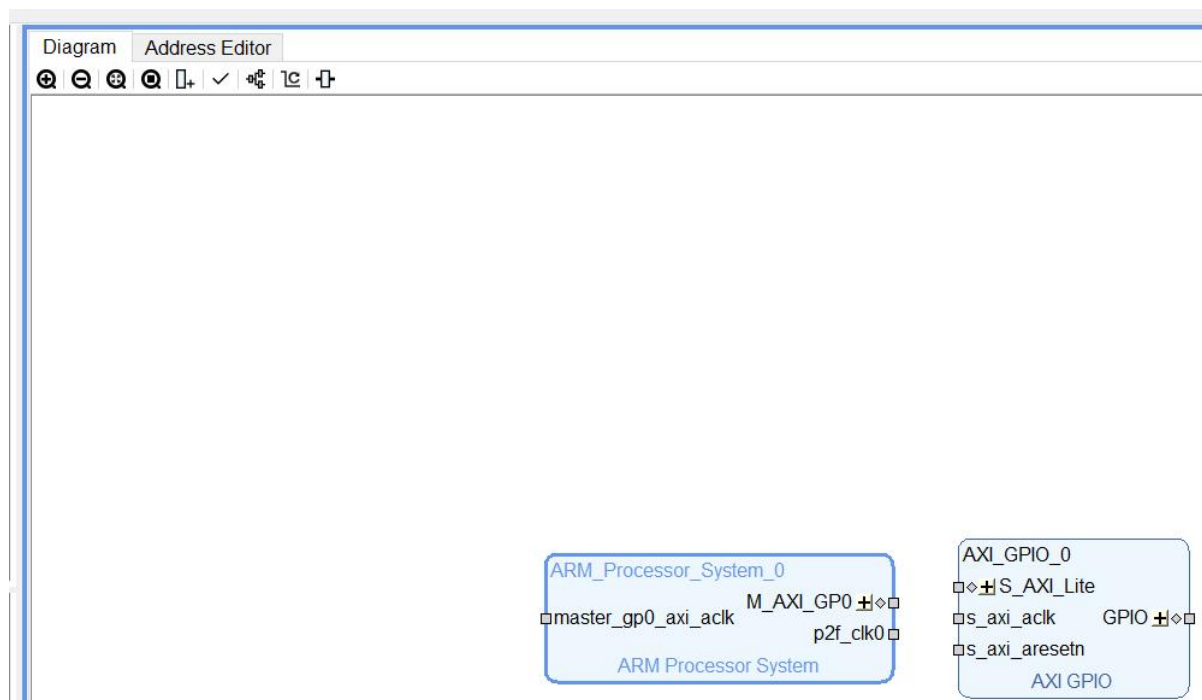 Diagram Address Editor
ARM_Processor_System_0
M_AXI_GP0
master_gp0_axi_aclk
p2f_clk0
ARM Processor System
AXI_GPIO_0
S_AXI_Lite
s_axi_aclk GPIO
s_axi_aresetn
AXI GPIO